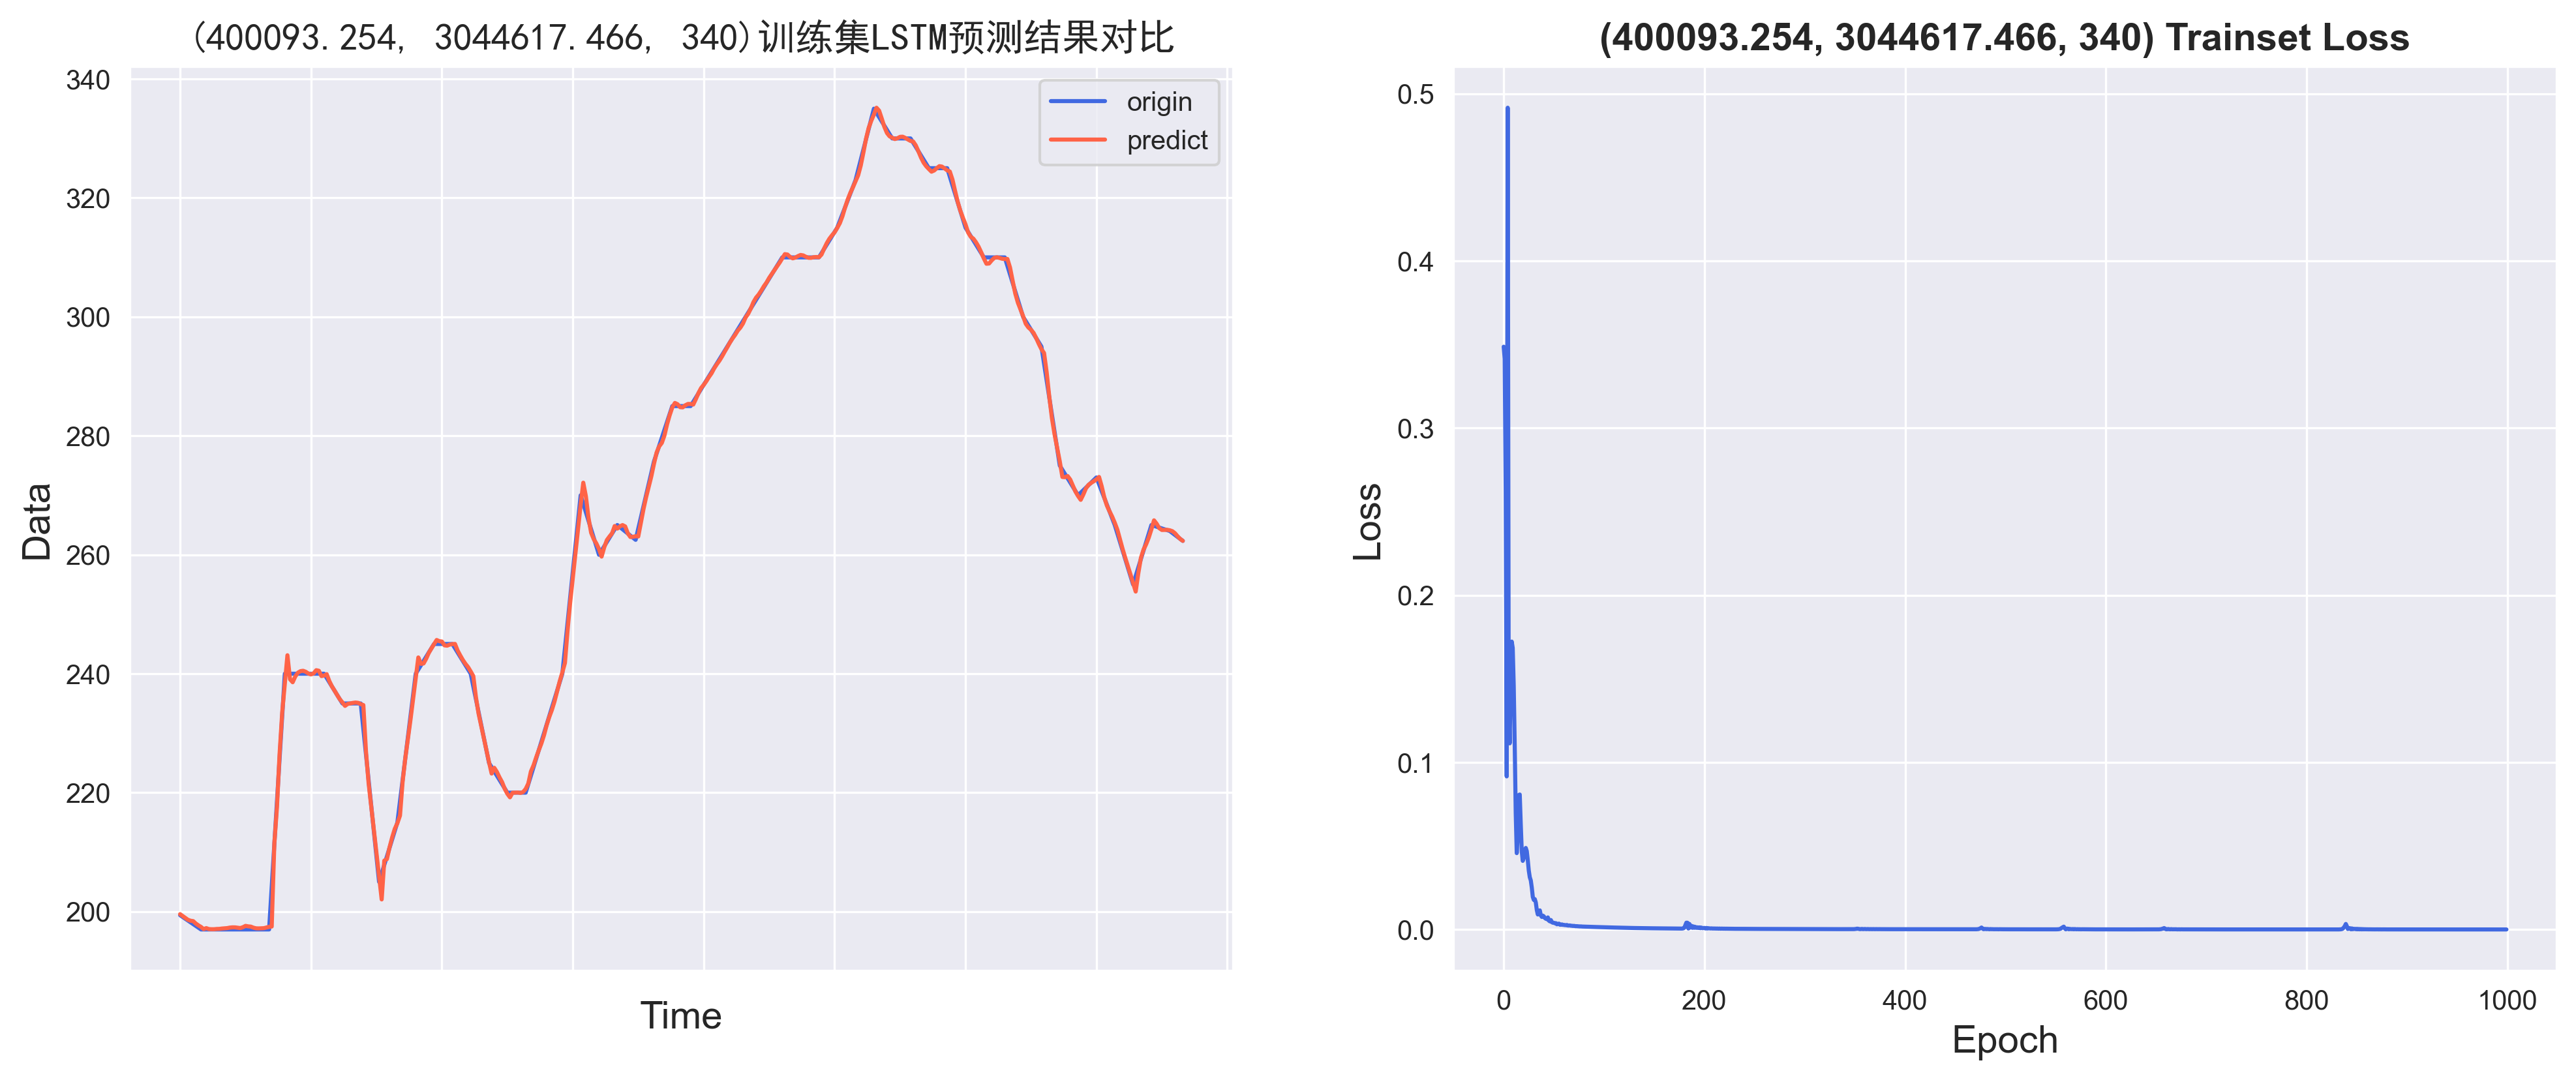 (400093.254, 3044617.466, 340)训练集LSTM预测结果对比
340
320
300
280
260
240
220
200
Data
Time
origin
predict
(400093.254, 3044617.466, 340) Trainset Loss
0.5
0.4
0.3
0.2
0.1
0.0
Loss
0 200 400 600 800 1000
Epoch